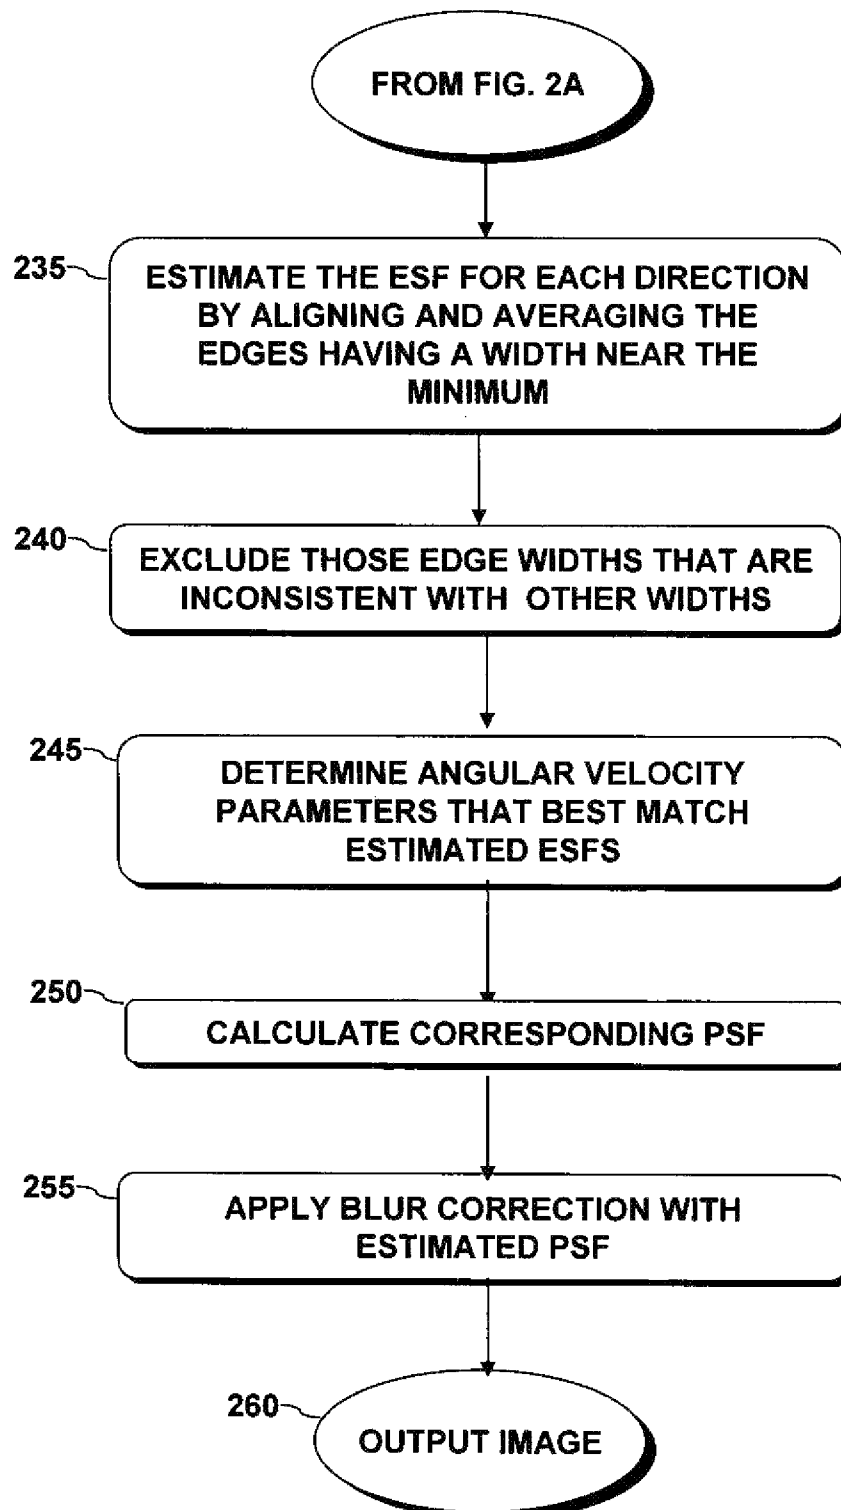 FROM FIG. 2A
235
ESTIMATE THE ESF FOR EACH DIRECTION
BY ALIGNING AND AVERAGING THE
EDGES HAVING A WIDTH NEAR THE
MINIMUM
240
EXCLUDE THOSE EDGE WIDTHS THAT ARE
INCONSISTENT WITH OTHER WIDTHS
245
DETERMINE ANGULAR VELOCITY
PARAMETERS THAT BEST MATCH
ESTIMATED ESFS
250
CALCULATE CORRESPONDING PSF
255
APPLY BLUR CORRECTION WITH
ESTIMATED PSF
260
OUTPUT IMAGE